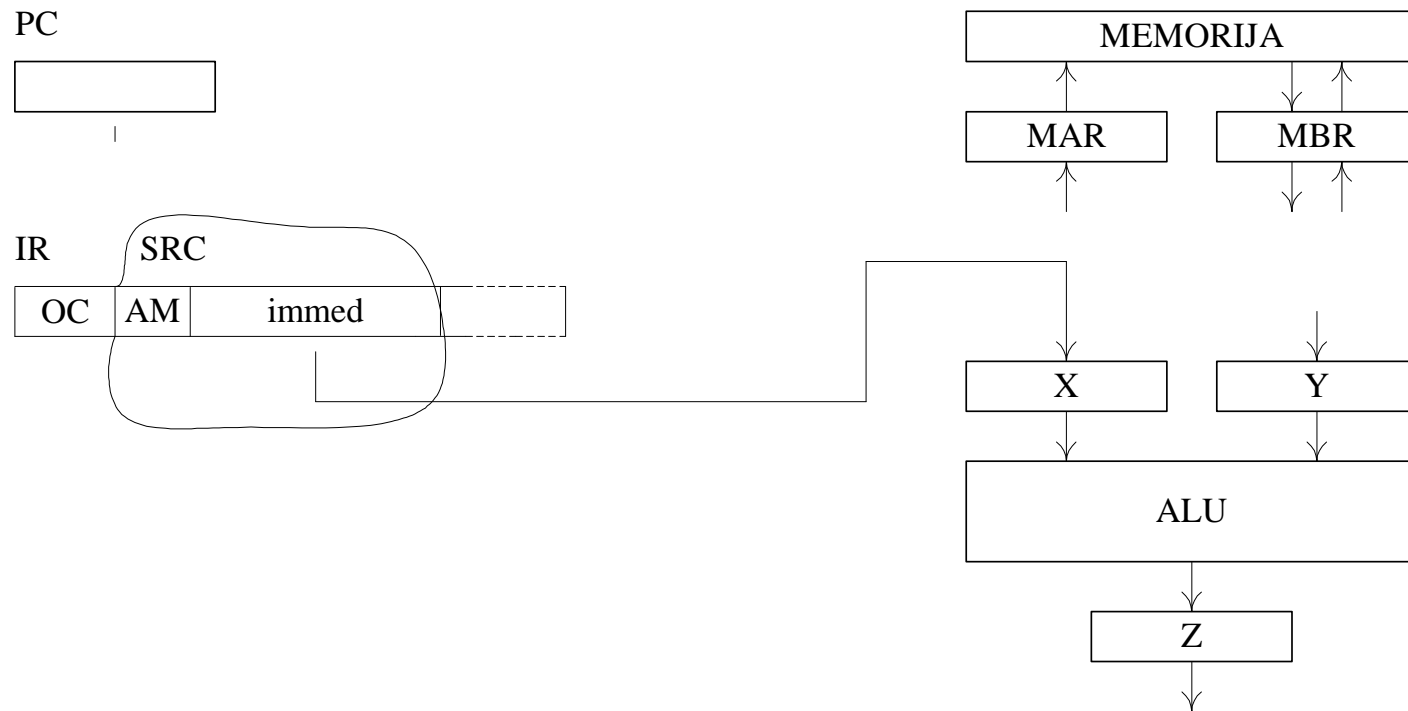 PC
MEMORIJA
MAR MBR
IR SRC
OC AM immed
X Y
ALU
Z